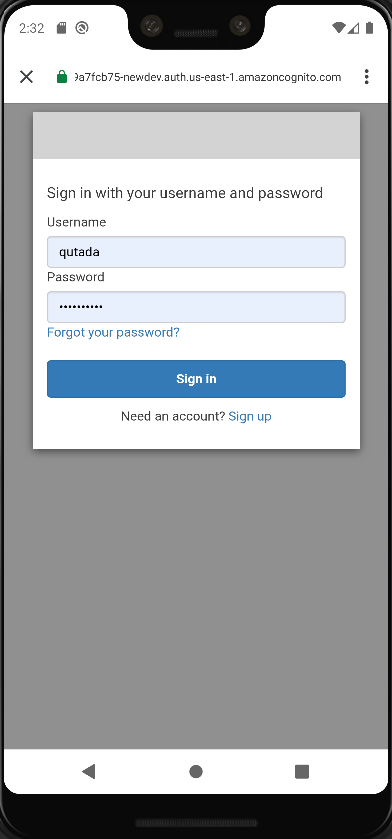 2:32
9a7fcb75-newdev.auth.us-east-1.amazoncognito.com
Sign in with your username and password
Username
qutada
Password
••••••••••
Forgot your password?
Sign in
Need an account? Sign up